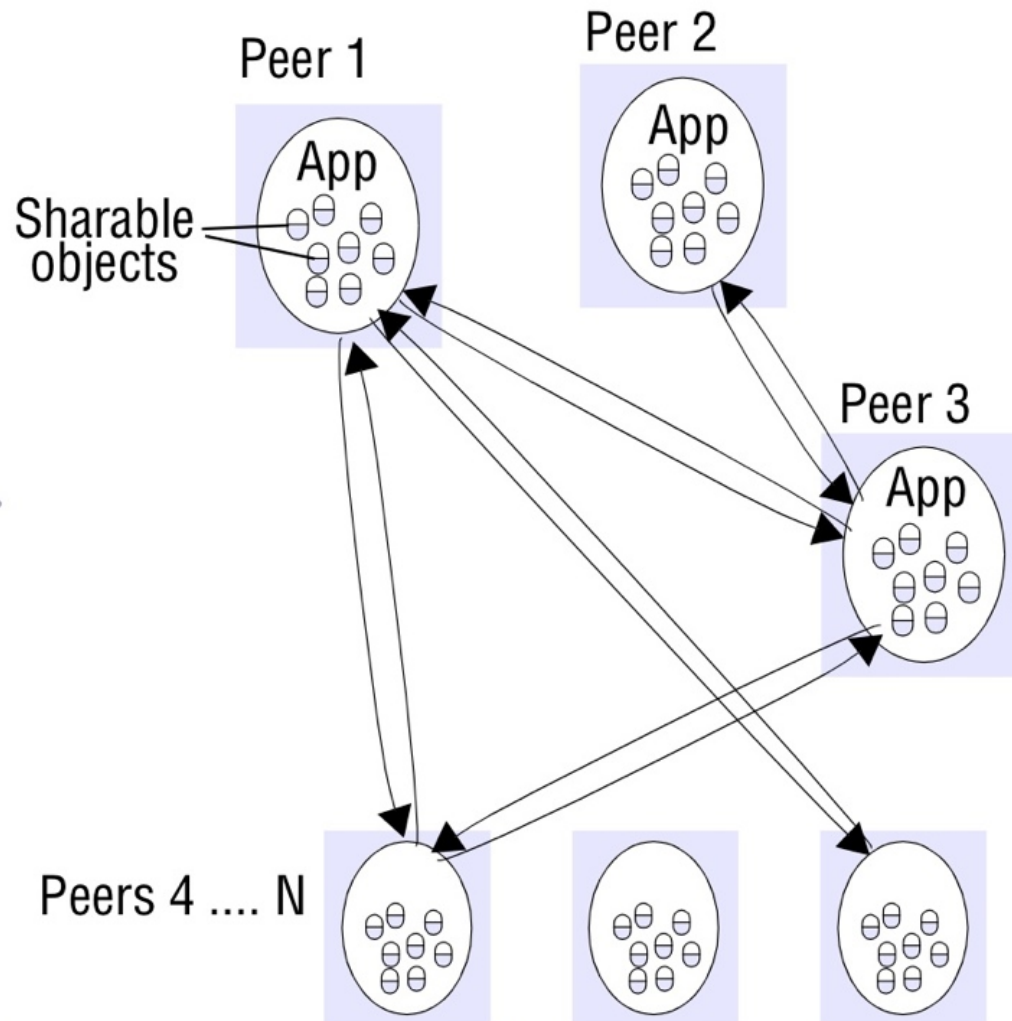 Peer 1
Peer 2
App
App
Sharable
objects
Peer 3
App
Peers 4 .... N